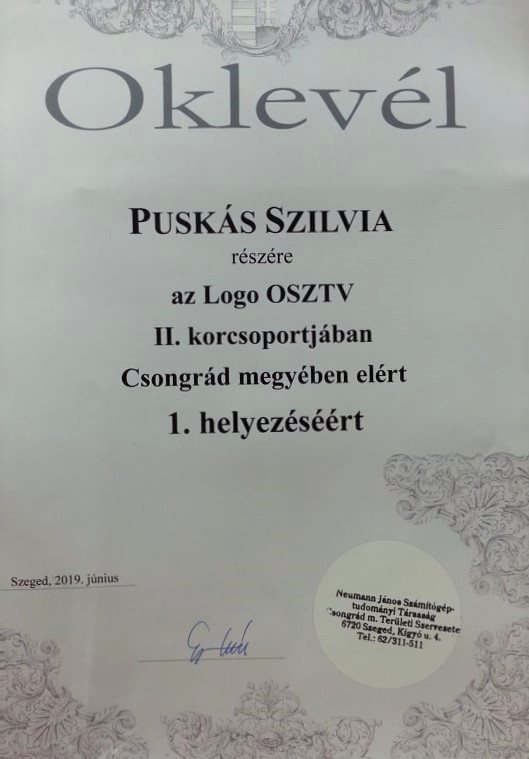 Oklevél
PUSKÁS SZILVIA
részére
az Logo OSZTV
II. korcsoportjában
Csongrád megyében elért
1. helyezéséért
Szeged, 2019. június
Neumann János Számítógép-
tudományi Társaság
Csongrád m. Területi Szervezete
6720 Szeged, Kígyó u. 4.
Tel.: 62/311-511